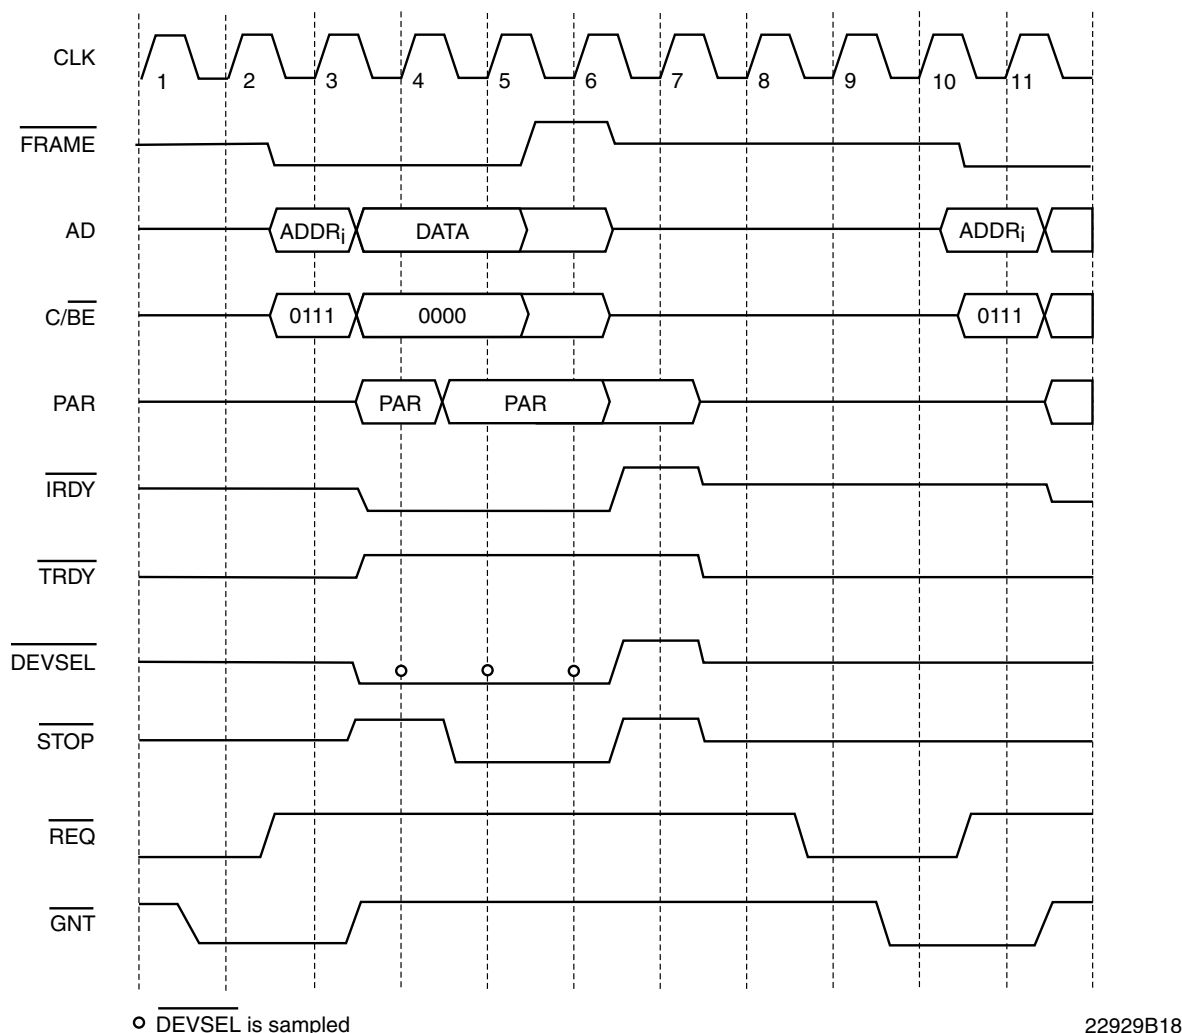 CLK
1 2 3 4 5 6 7 8 9 10 11
FRAME
AD
ADDRi DATA ADDRi
C/BE
0111 0000 0111
PAR
PAR PAR
IRDY
TRDY
DEVSEL
STOP
REQ
GNT
DEVSEL is sampled
22929B18